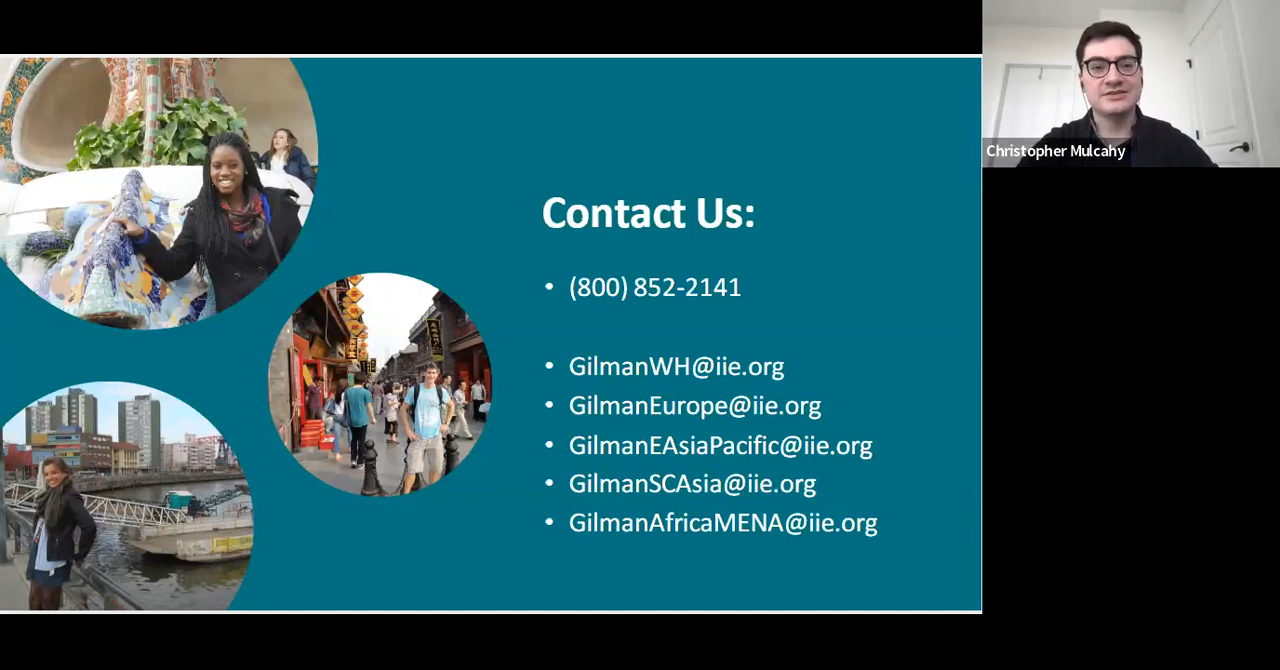 Christopher Mulcahy
Contact Us:
• (800) 852-2141
• GilmanWH@iie.org
• GilmanEurope@iie.org
• GilmanEAsiaPacific@iie.org
• GilmanSCAsia@iie.org
• GilmanAfricaMENA@iie.org